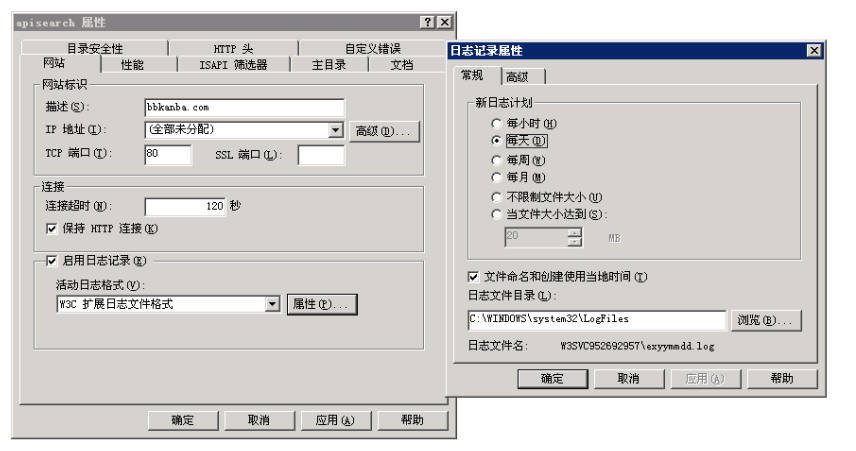 apisearch 属性
目录安全性 HTTP 头 自定义错误
网站 性能 ISAPI 筛选器 主目录 文档
网站标识
描述(S): bbkanba.com
IP 地址(I): (全部未分配) 高级(D)...
TCP 端口(T): 80 SSL 端口(L):
连接
连接超时(N): 120 秒
保持 HTTP 连接(K)
启用日志记录(E)
活动日志格式(V):
W3C 扩展日志文件格式 属性(P)...
确定 取消 应用(A) 帮助
日志记录属性
常规 高级
新日志计划
每小时(H)
每天(D)
每周(W)
每月(M)
不限制文件大小(U)
当文件大小达到(S):
20 MB
文件命名和创建使用当地时间(T)
日志文件目录(L):
C:\WINDOWS\system32\LogFiles 浏览(B)...
日志文件名: W3SVC952692957\exyymmdd.log
确定 取消 应用(A) 帮助